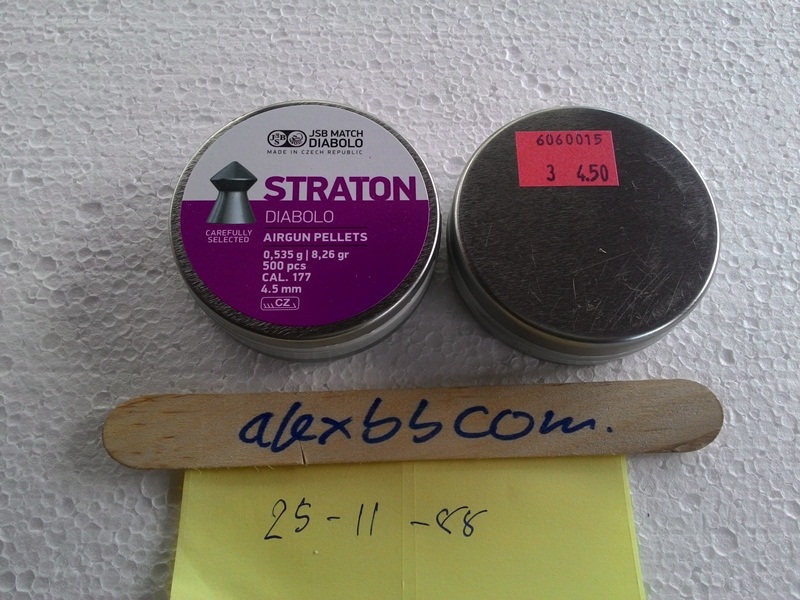 JSB
JSB MATCH
DIABOLO
MADE IN CZECH REPUBLIC
STRATON
DIABOLO
CAREFULLY
SELECTED
AIRGUN PELLETS
0,535 g | 8,26 gr
500 pcs
CAL. 177
4.5 mm
CZ
6060015
3 4.50
alexbbcom.
25-11-88